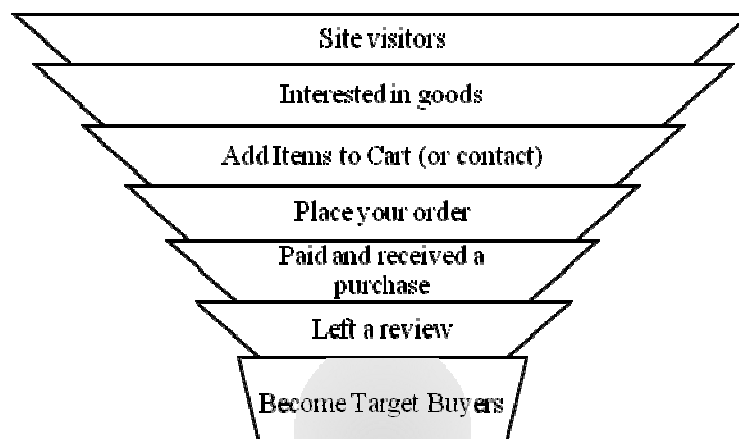 Site visitors
Interested in goods
Add Items to Cart (or contact)
Place your order
Paid and received a
purchase
Left a review
Become Target Buyers